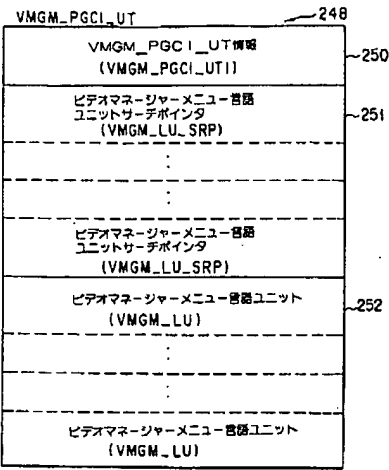 VMGM_PGCI_UT
248
VMGM_PGCI_UT情報
(VMGM_PGCI_UTI)
250
ビデオマネージャーメニュー言語
ユニットサーチポインタ
(VMGM_LU_SRP)
251
ビデオマネージャーメニュー言語
ユニットサーチポインタ
(VMGM_LU_SRP)
ビデオマネージャーメニュー言語ユニット
(VMGM_LU)
252
ビデオマネージャーメニュー言語ユニット
(VMGM_LU)